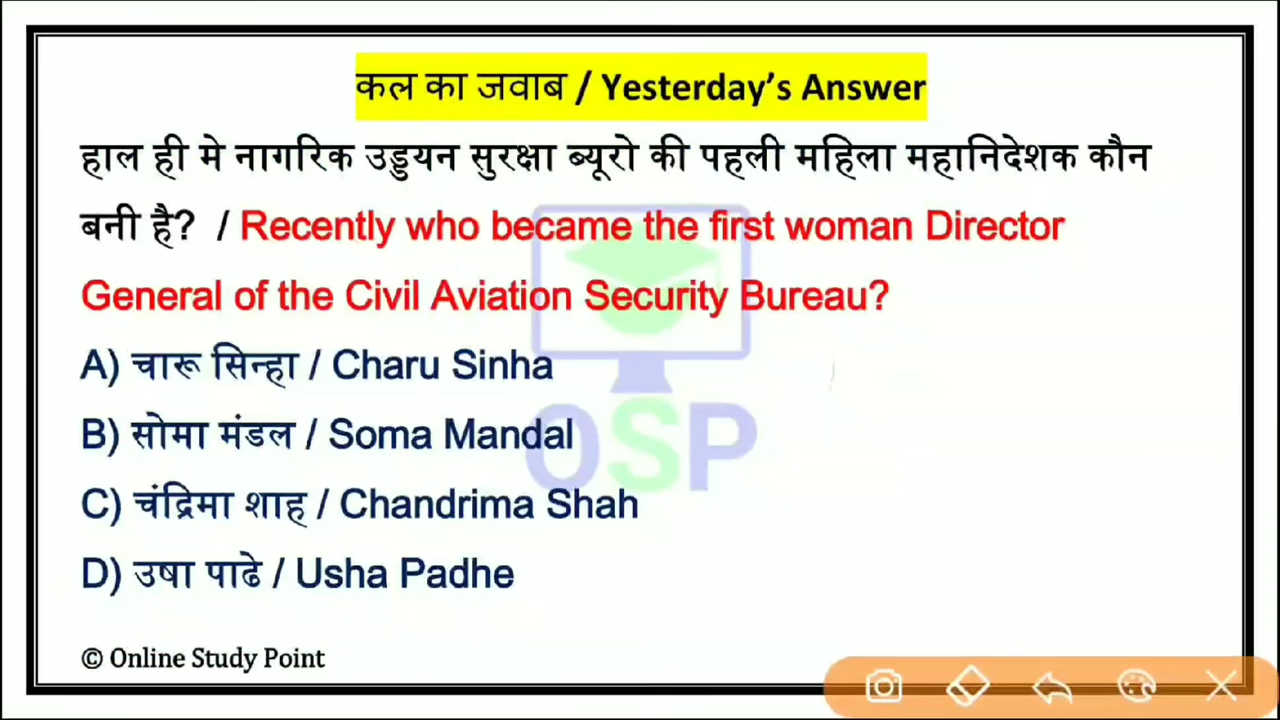 कल का जवाब / Yesterday's Answer
हाल ही मे नागरिक उड्डयन सुरक्षा ब्यूरो की पहली महिला महानिदेशक कौन
बनी है?  / Recently who became the first woman Director
General of the Civil Aviation Security Bureau?
A) चारू सिन्हा / Charu Sinha
B) सोमा मंडल / Soma Mandal
C) चंद्रिमा शाह / Chandrima Shah
D) उषा पाढे / Usha Padhe
OSP
© Online Study Point